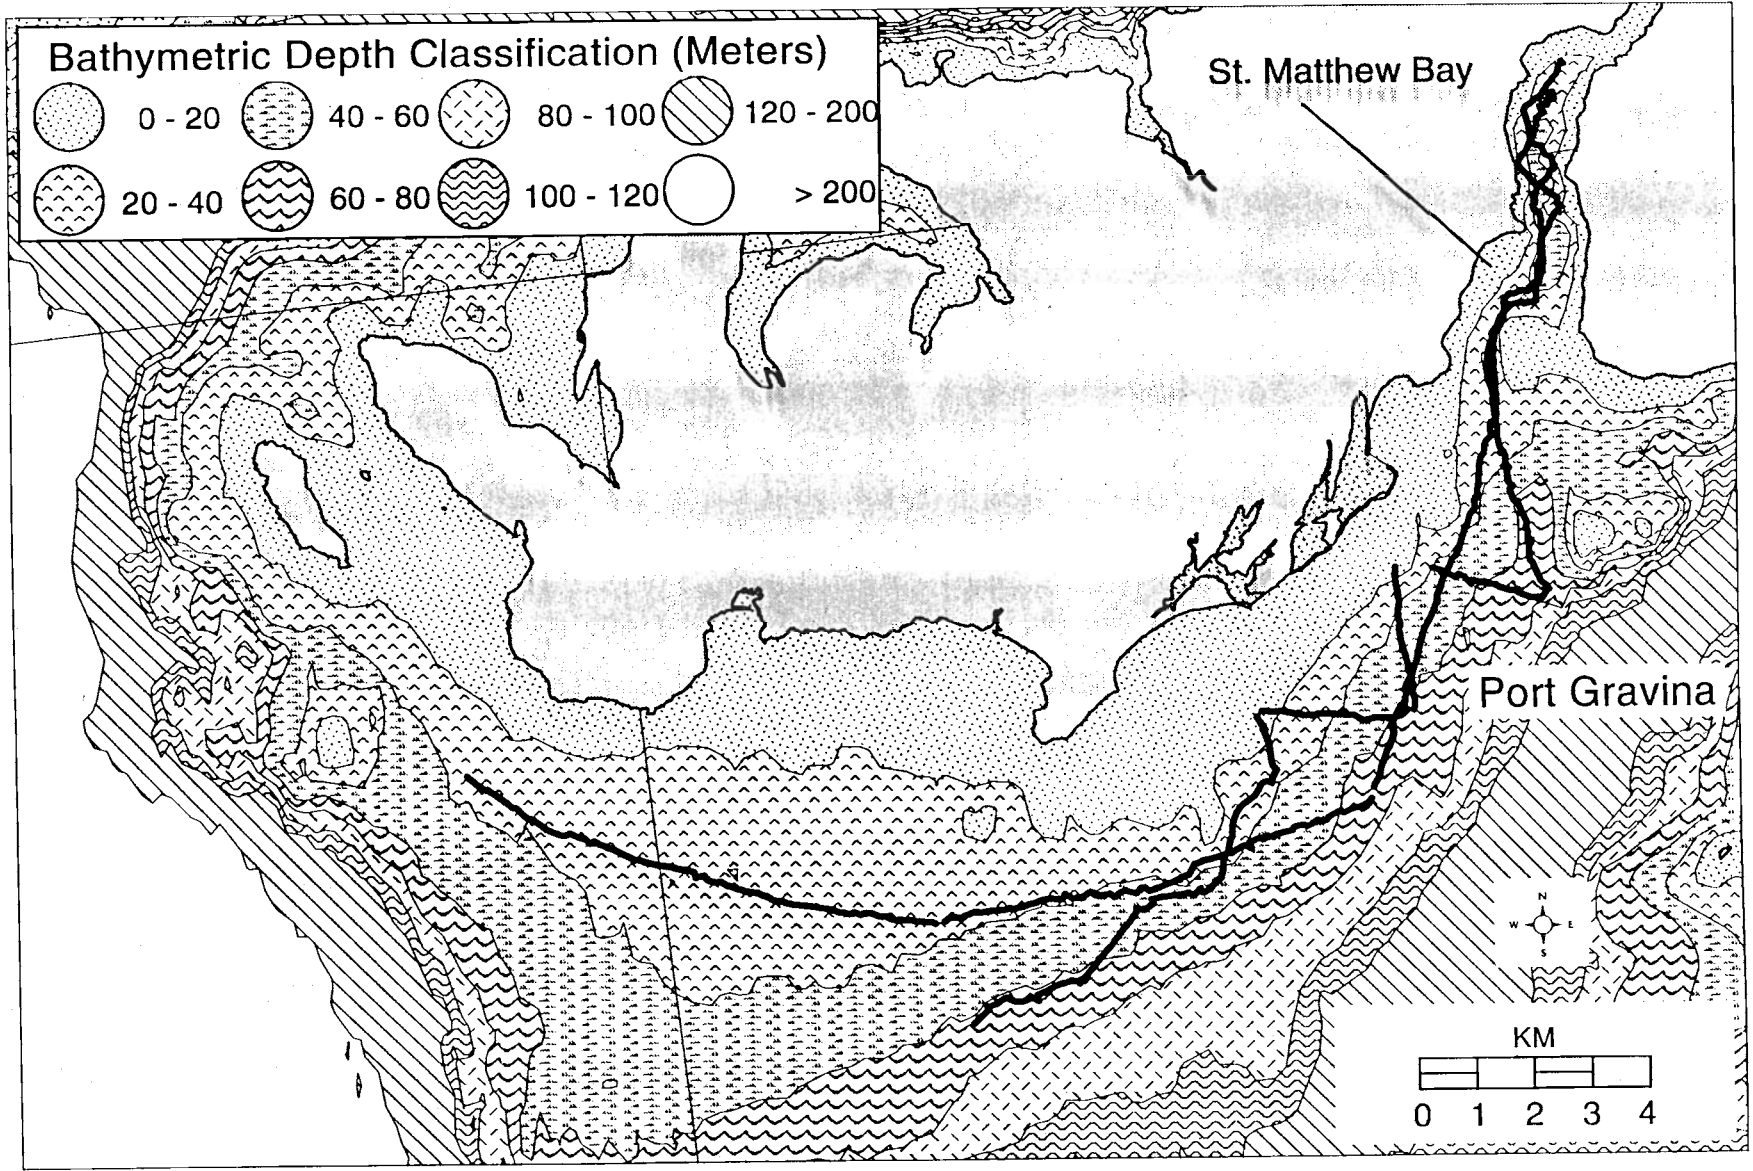 Bathymetric Depth Classification (Meters)
0 - 20 40 - 60 80 - 100 120 - 200
20 - 40 60 - 80 100 - 120 > 200
St. Matthew Bay
Port Gravina
N
W E
S
KM
0 1 2 3 4